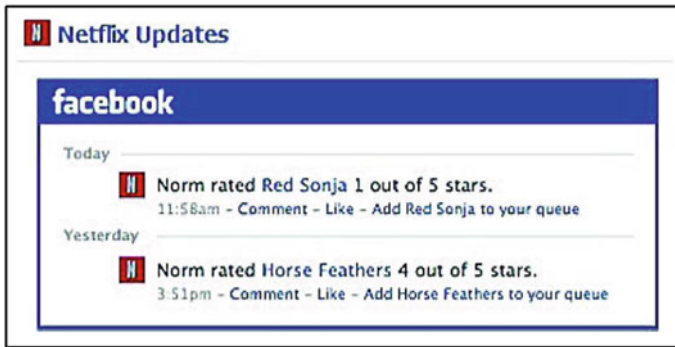 N Netflix Updates
facebook
Today
N Norm rated Red Sonja 1 out of 5 stars.
11:58am – Comment – Like – Add Red Sonja to your queue
Yesterday
N Norm rated Horse Feathers 4 out of 5 stars.
3:51pm – Comment – Like – Add Horse Feathers to your queue